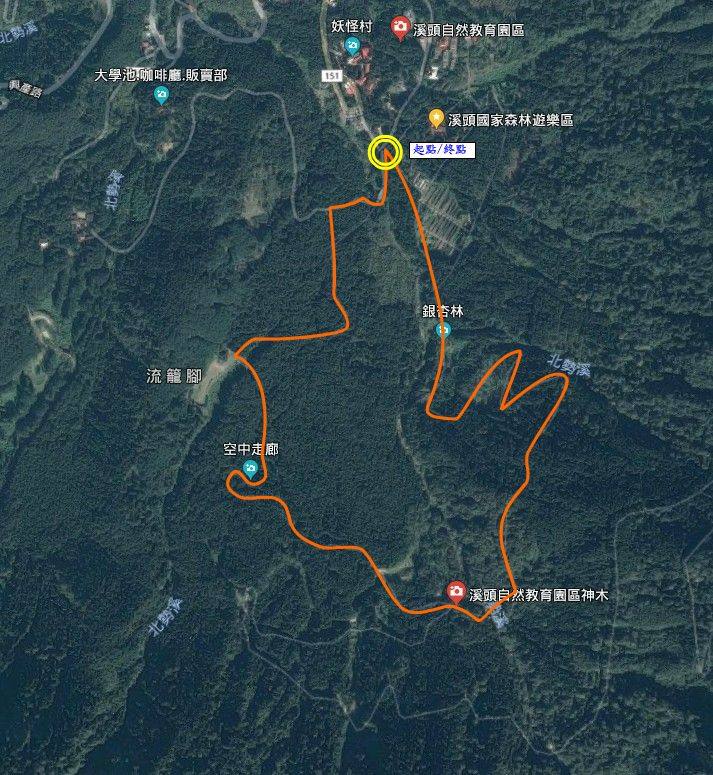 北勢溪
妖怪村
溪頭自然教育園區
151
大學池.咖啡廳.販賣部
溪頭國家森林遊樂區
起點/終點
北勢溪
銀杏林
北勢溪
流籠腳
空中走廊
溪頭自然教育園區神木
北勢溪